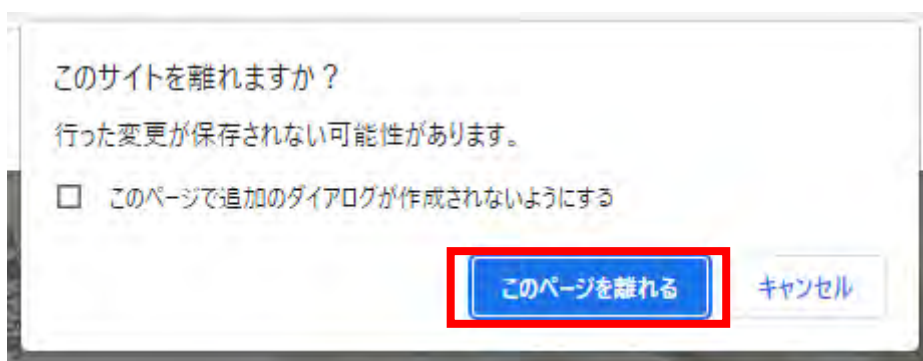 このサイトを離れますか？
行った変更が保存されない可能性があります。
このページで追加のダイアログが作成されないようにする
このページを離れる キャンセル